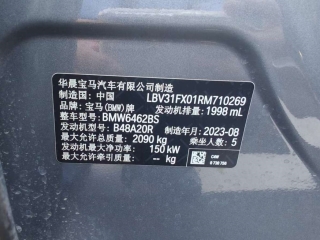 华晨宝马汽车有限公司制造
制造国: 中国 LBV31FX01RM710269
品牌: 宝马(BMW)牌 发动机排量: 1998 mL
整车型号: BMW6462BS
发动机型号: B48A20R 制造年月: 2023-08
最大允许总质量: 2090 kg 乘坐人数: 5
发动机最大净功率: 150 kW
最大允许牵引质量: -- kg